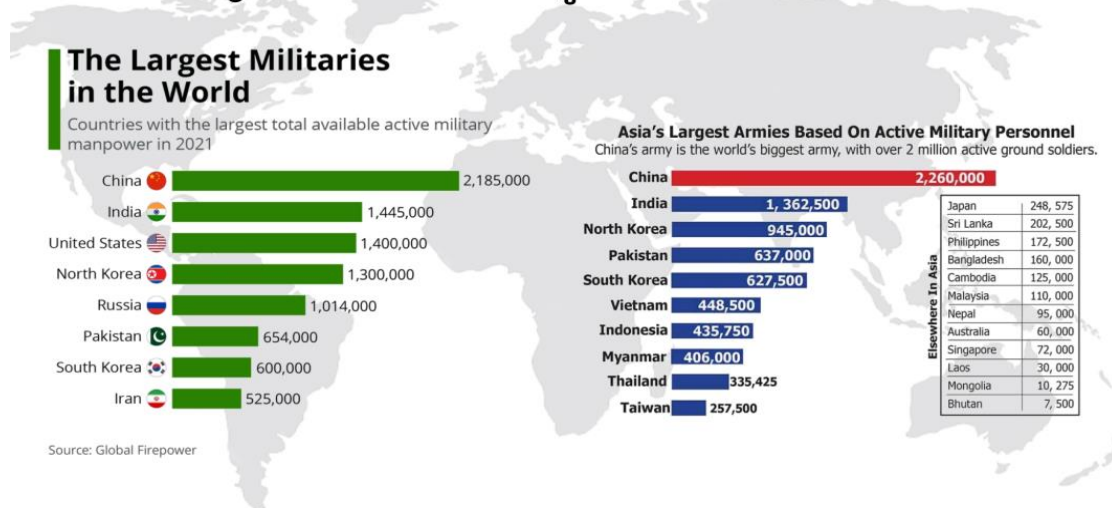 The Largest Militaries
in the World
Countries with the largest total available active military
manpower in 2021
China 2,185,000
India 1,445,000
United States 1,400,000
North Korea 1,300,000
Russia 1,014,000
Pakistan 654,000
South Korea 600,000
Iran 525,000
Source: Global Firepower
Asia's Largest Armies Based On Active Military Personnel
China's army is the world's biggest army, with over 2 million active ground soldiers.
China 2,260,000
India 1, 362,500
North Korea 945,000
Pakistan 637,000
South Korea 627,500
Vietnam 448,500
Indonesia 435,750
Myanmar 406,000
Thailand 335,425
Taiwan 257,500
Elsewhere In Asia
Japan 248, 575
Sri Lanka 202, 500
Philippines 172, 500
Bangladesh 160, 000
Cambodia 125, 000
Malaysia 110, 000
Nepal 95, 000
Australia 60, 000
Singapore 72, 000
Laos 30, 000
Mongolia 10, 275
Bhutan 7, 500